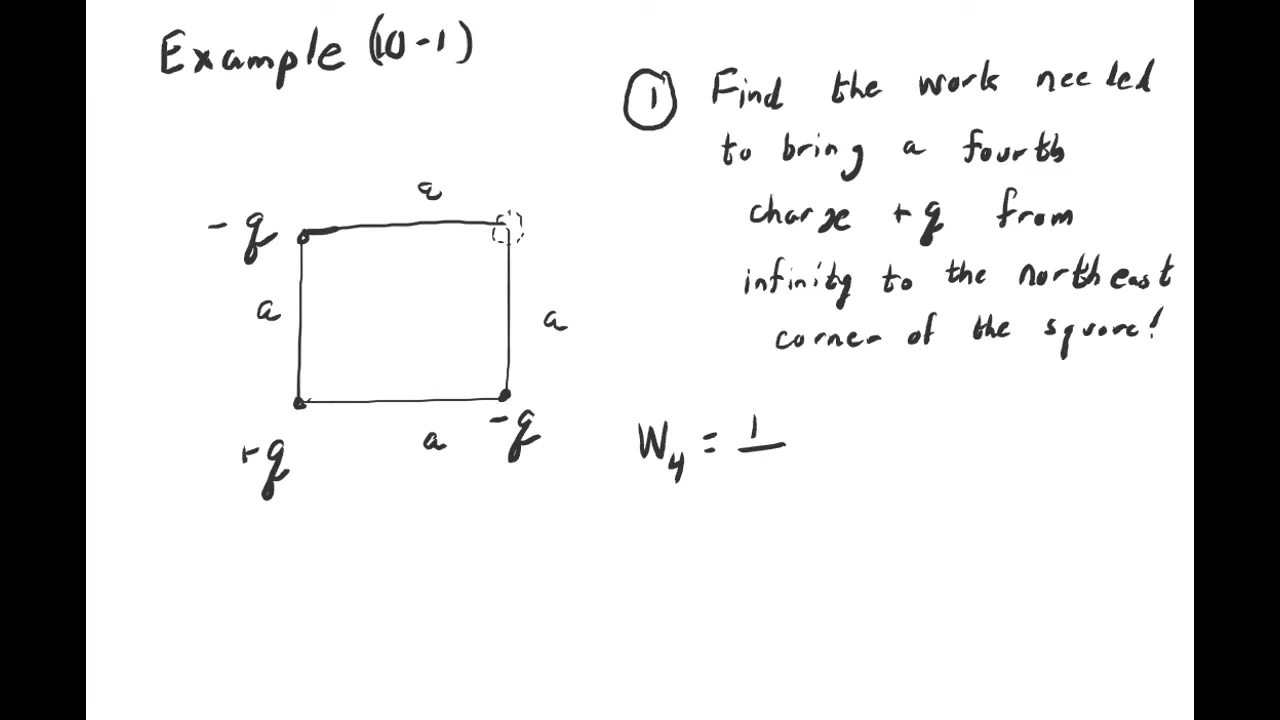 Example (10-1)
① Find the work needed
to bring a fourth
charge +q from
infinity to the northeast
corner of the square!
a
-q
a
a
+q
a
-q
W₄ = 1